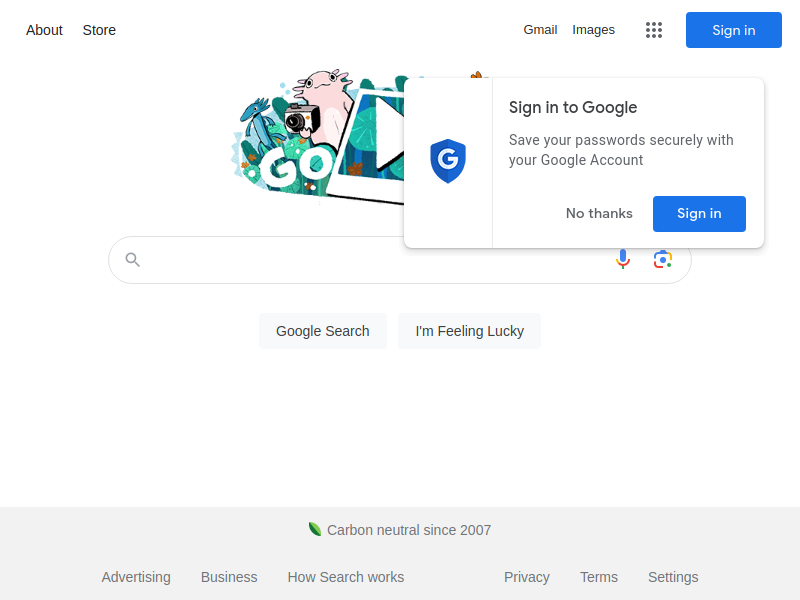 About
Store
Gmail
Images
Sign in
GO
Sign in to Google
Save your passwords securely with
your Google Account
G
No thanks
Sign in
Google Search
I'm Feeling Lucky
Carbon neutral since 2007
Advertising
Business
How Search works
Privacy
Terms
Settings